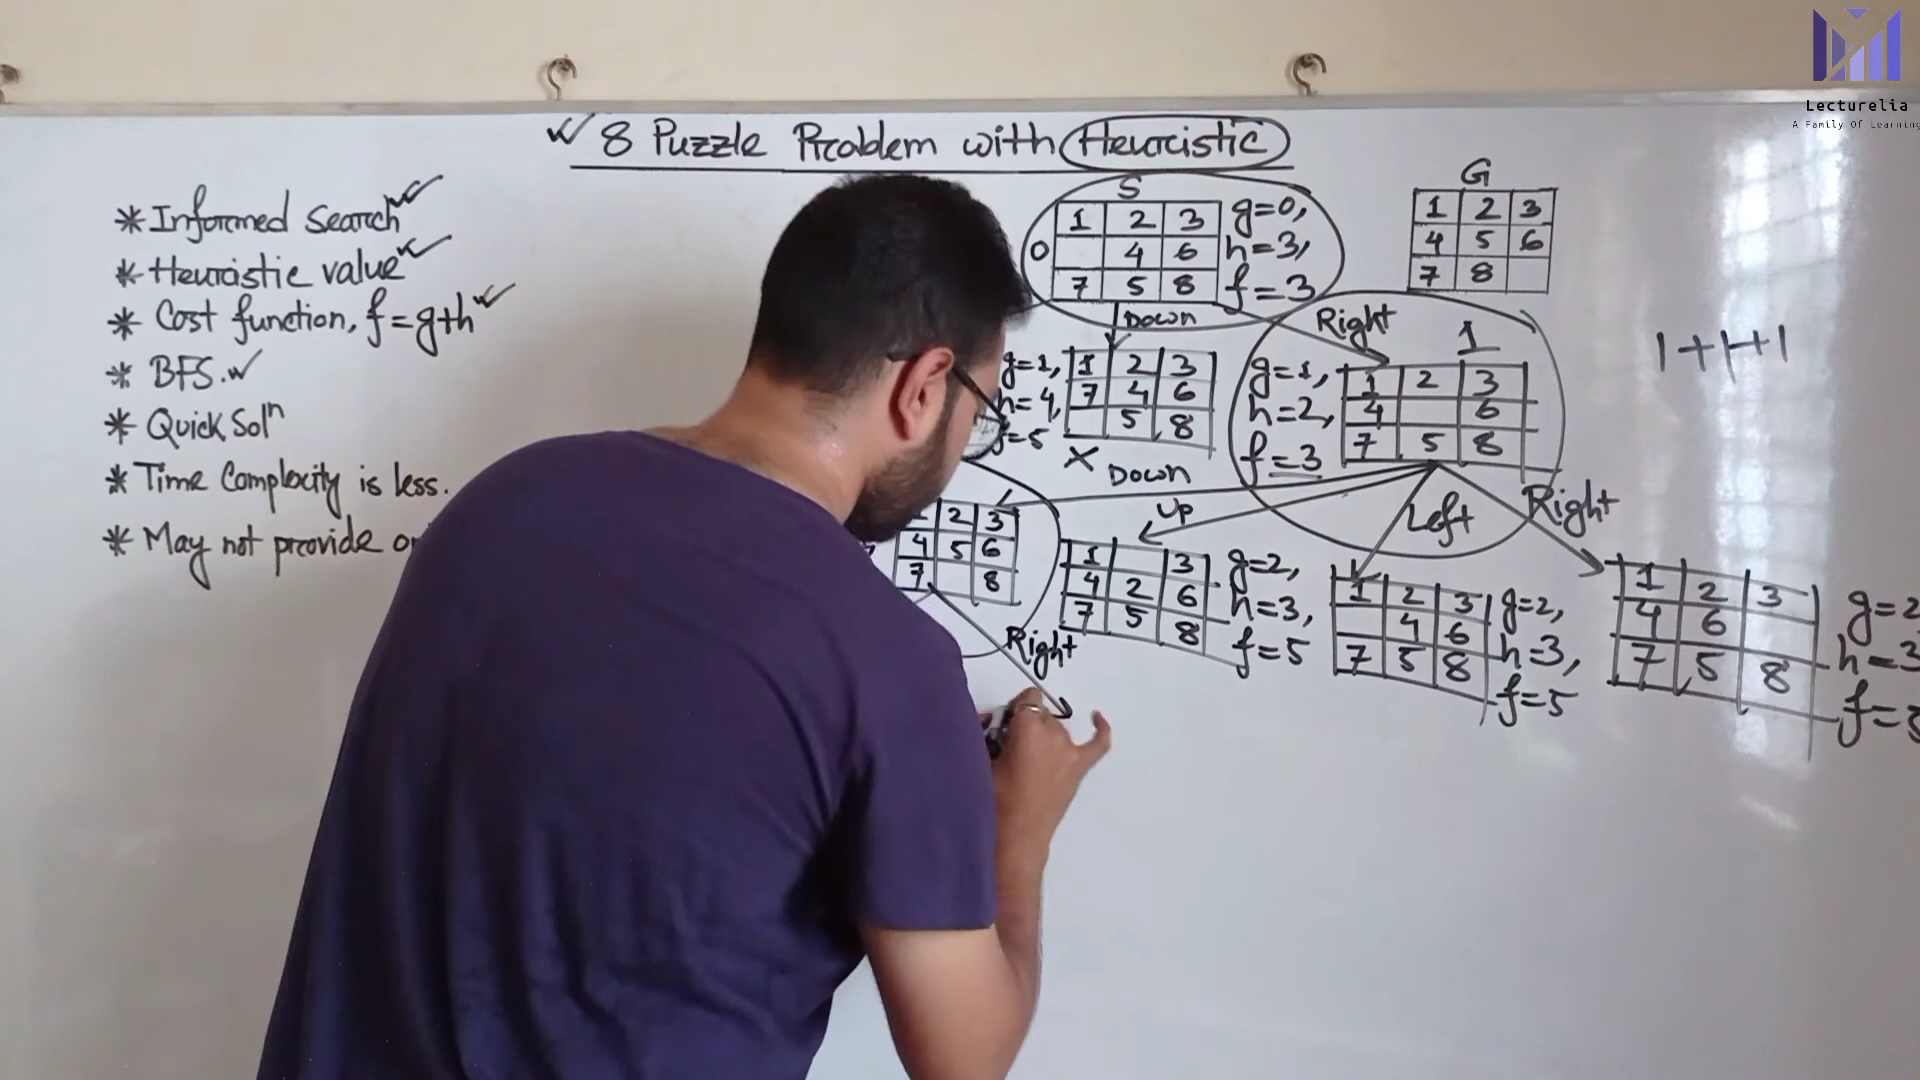 Lecturelia
A Family Of Learning
8 Puzzle Problem with Heuristic
* Informed Search
* Heuristic value
* Cost function, f=g+h
* BFS.
* Quick Solⁿ
* Time Complexity is less.
* May not provide
S
1 2 3
0 4 6
7 5 8
g=0,
h=3,
f=3
G
1 2 3
4 5 6
7 8
Down
Right
1
1+1+1
g=1,
h=4,
f=5
1 2 3
7 4 6
5 8
X
g=1,
h=2,
f=3
1 2 3
4 6
7 5 8
Down
Up
Left
Right
1 2 3
4 5 6
7 8
Right
1 3
4 2 6
7 5 8
g=2,
h=3,
f=5
1 2 3
4 6
7 5 8
g=2,
h=3,
f=5
1 2 3
4 6
7 5 8
g=2
h=3
f=